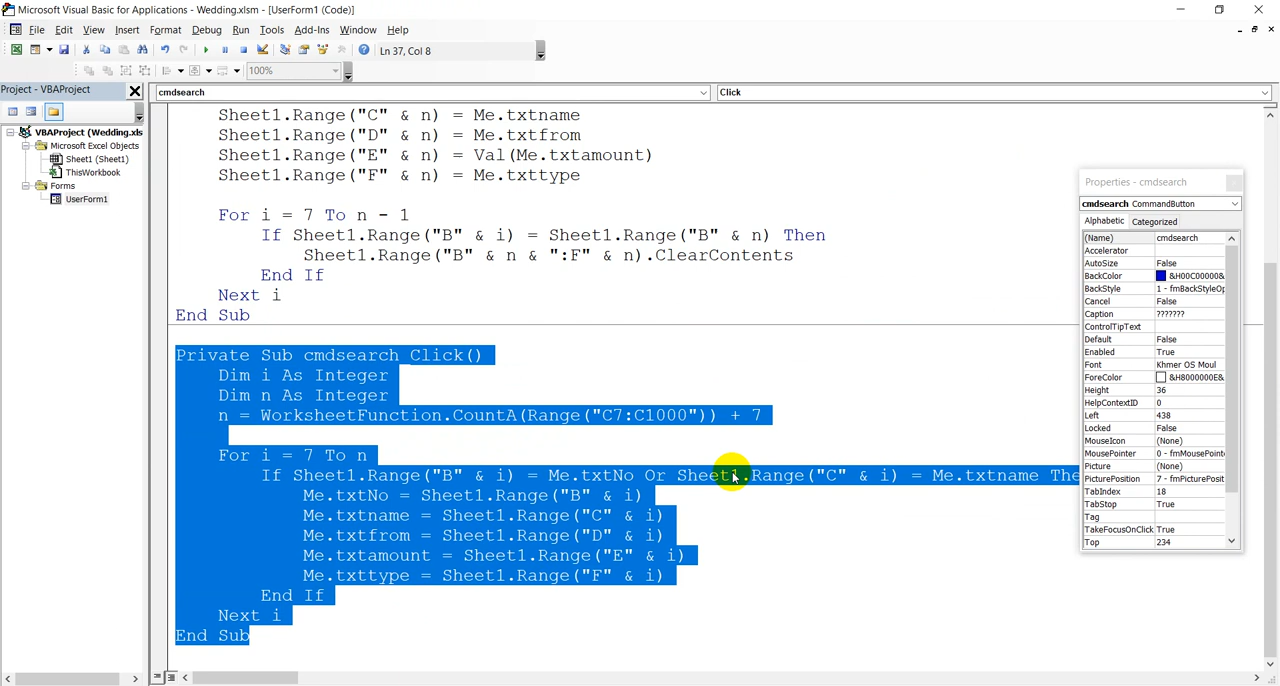 Microsoft Visual Basic for Applications - Wedding.xlsm - [UserForm1 (Code)]
File Edit View Insert Format Debug Run Tools Add-Ins Window Help
Ln 37, Col 8
100%
Project - VBAProject
cmdsearch
Click
VBAProject (Wedding.xls
Microsoft Excel Objects
Sheet1 (Sheet1)
ThisWorkbook
Forms
UserForm1
Sheet1.Range("C" & n) = Me.txtname
Sheet1.Range("D" & n) = Me.txtfrom
Sheet1.Range("E" & n) = Val(Me.txtamount)
Sheet1.Range("F" & n) = Me.txttype
For i = 7 To n - 1
If Sheet1.Range("B" & i) = Sheet1.Range("B" & n) Then
Sheet1.Range("B" & n & ":F" & n).ClearContents
End If
Next i
End Sub
Private Sub cmdsearch_Click()
Dim i As Integer
Dim n As Integer
n = WorksheetFunction.CountA(Range("C7:C1000")) + 7
For i = 7 To n
If Sheet1.Range("B" & i) = Me.txtNo Or Sheet1.Range("C" & i) = Me.txtname The
Me.txtNo = Sheet1.Range("B" & i)
Me.txtname = Sheet1.Range("C" & i)
Me.txtfrom = Sheet1.Range("D" & i)
Me.txtamount = Sheet1.Range("E" & i)
Me.txttype = Sheet1.Range("F" & i)
End If
Next i
End Sub
Properties - cmdsearch
cmdsearch CommandButton
Alphabetic Categorized
(Name) cmdsearch
Accelerator
AutoSize False
BackColor &H00C00000&
BackStyle 1 - fmBackStyleOp
Cancel False
Caption ???????
ControlTipText
Default False
Enabled True
Font Khmer OS Moul
ForeColor &H8000000E&
Height 36
HelpContextID 0
Left 438
Locked False
MouseIcon (None)
MousePointer 0 - fmMousePoint
Picture (None)
PicturePosition 7 - fmPicturePosit
TabIndex 18
TabStop True
Tag
TakeFocusOnClick True
Top 234